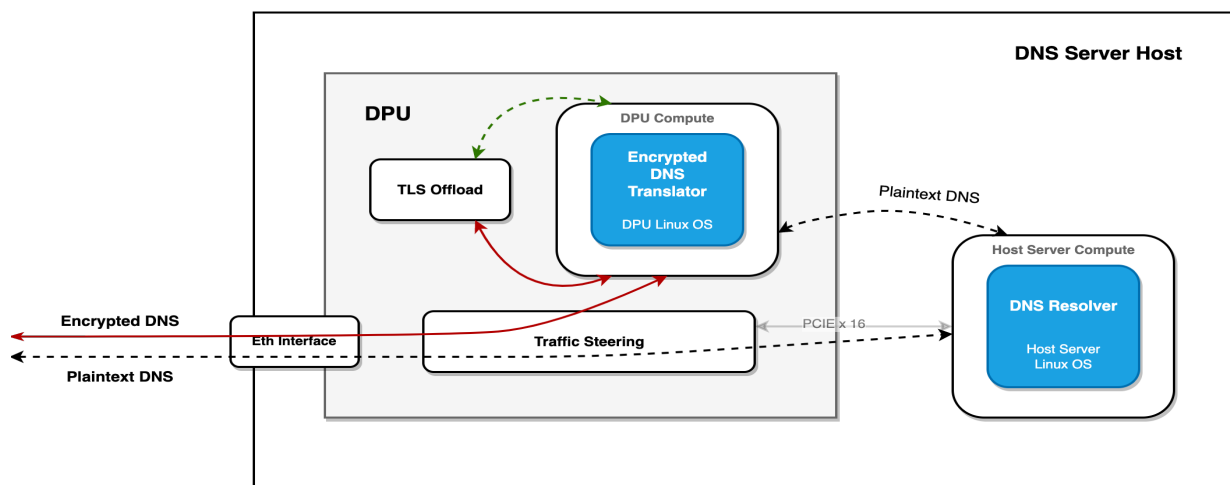 DNS Server Host
DPU
DPU Compute
Encrypted
DNS
Translator
DPU Linux OS
TLS Offload
Plaintext DNS
Host Server Compute
DNS Resolver
Host Server
Linux OS
Encrypted DNS
Eth Interface
Traffic Steering
PCIE x 16
Plaintext DNS